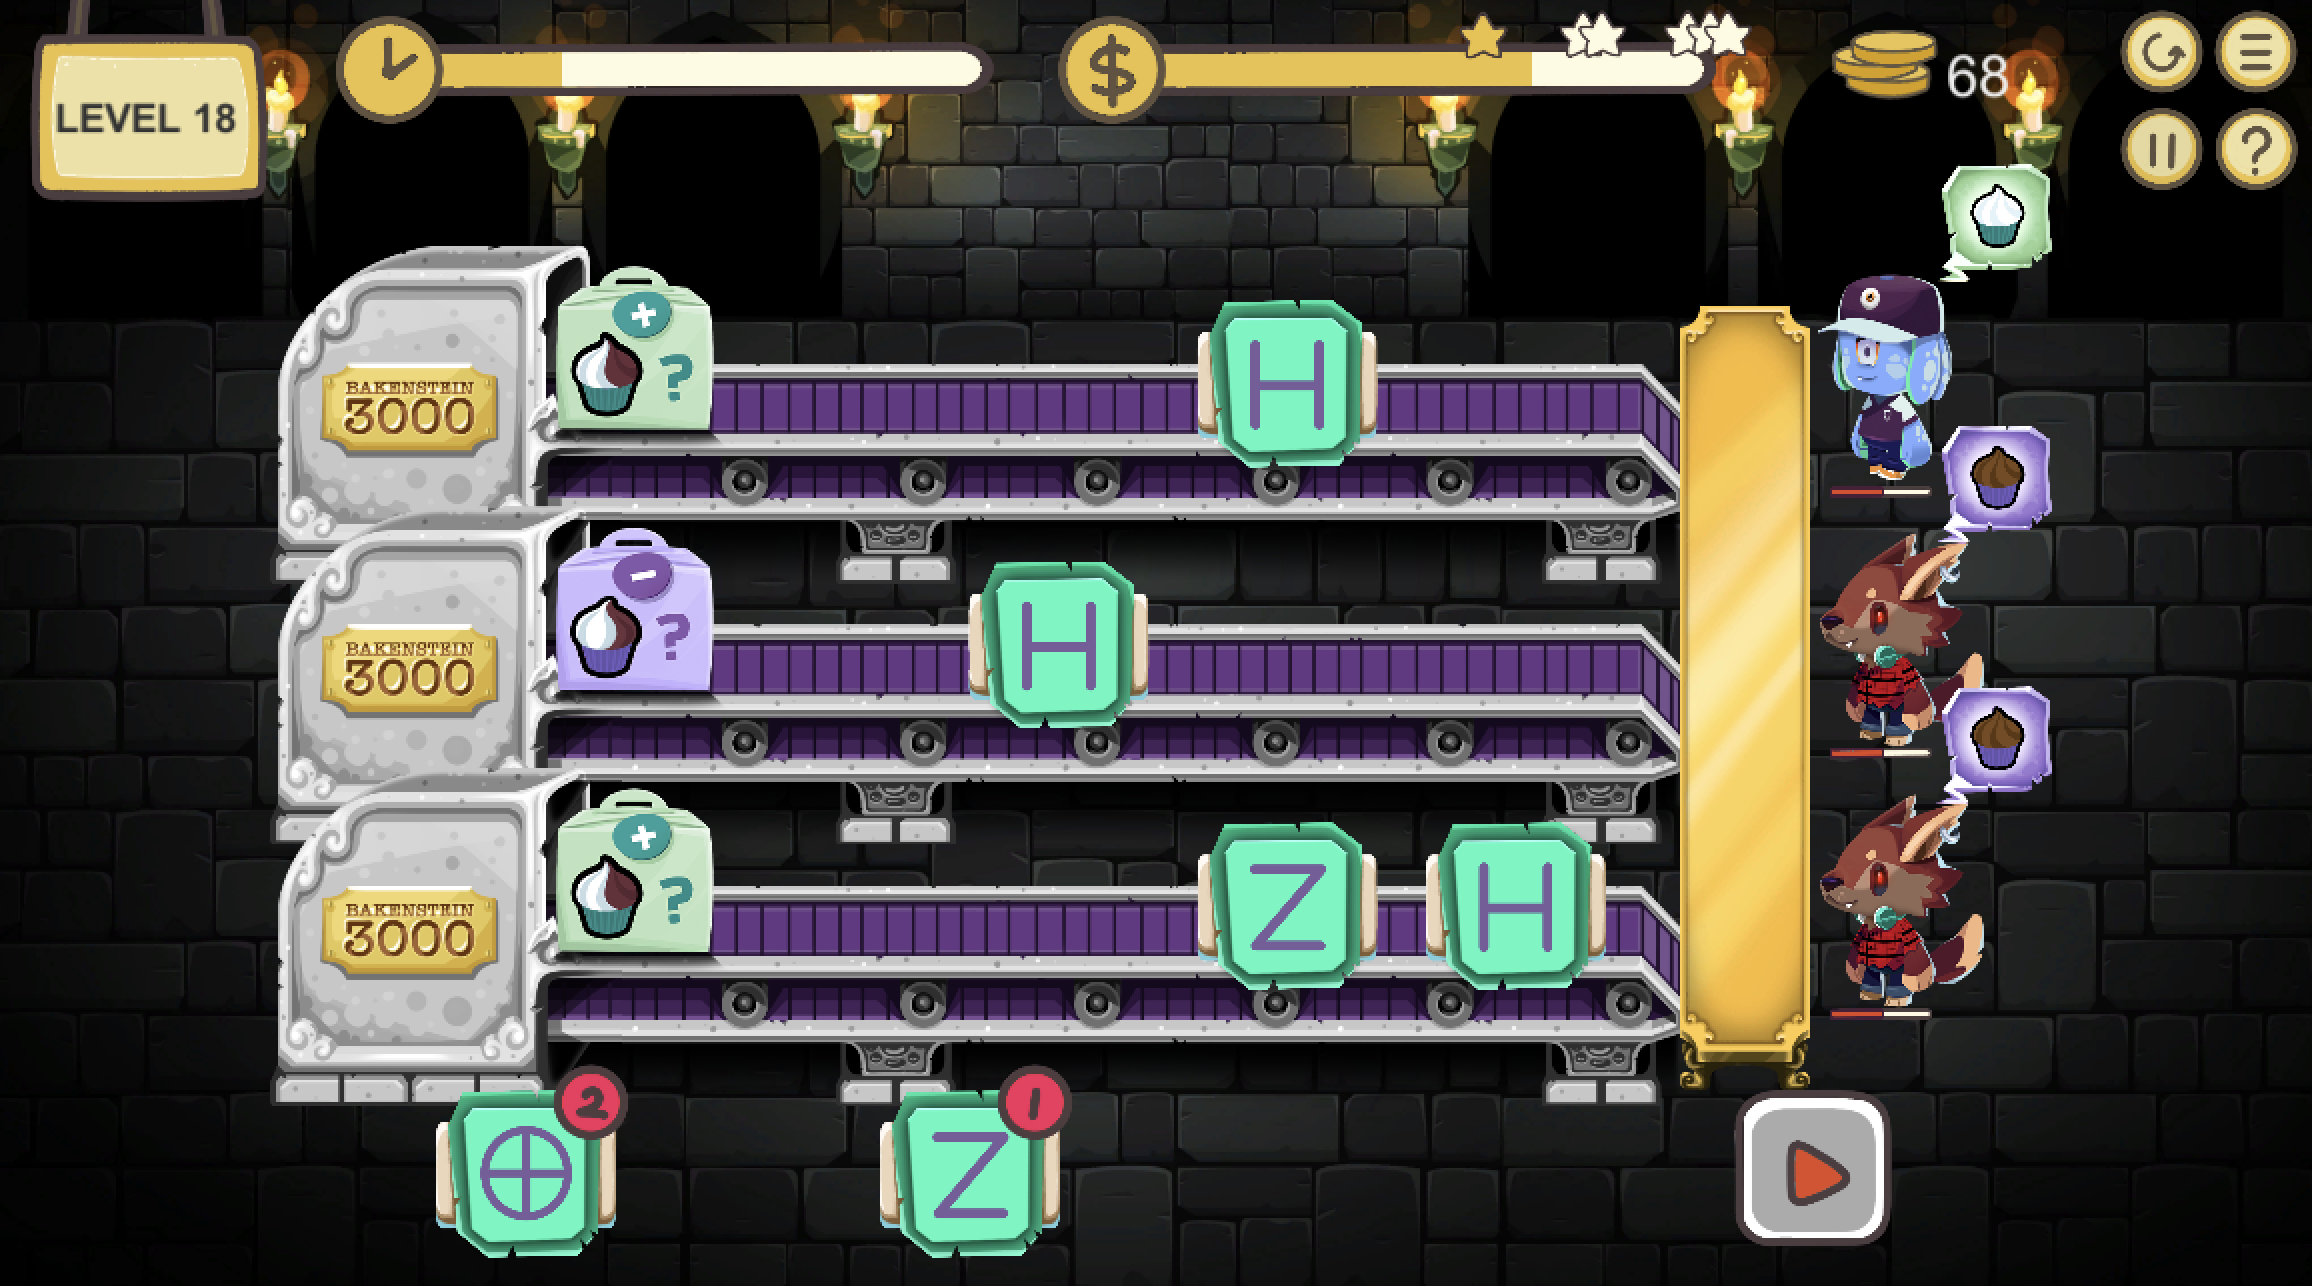 LEVEL 18
$
68
?
+
?
BAKENSTEIN
3000
H
-
?
BAKENSTEIN
3000
H
+
?
BAKENSTEIN
3000
Z H
2
1
Z